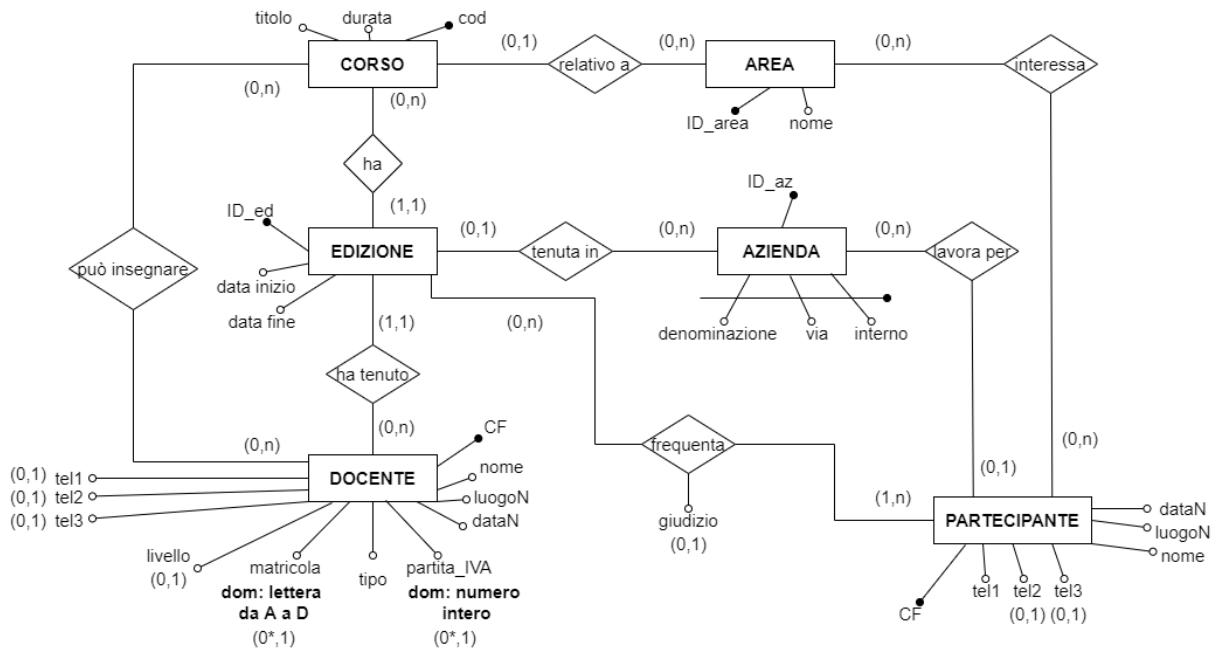 titolo durata cod
(0,1) (0,n) (0,n)
CORSO relativo a AREA interessa
(0,n) (0,n)
ID_area nome
ha
ID_az
ID_ed (1,1)
(0,1) (0,n) (0,n)
EDIZIONE tenuta in AZIENDA lavora per
può insegnare
data inizio
data fine (1,1) (0,n)
denominazione via interno
ha tenuto
(0,n) CF
(0,n) frequenta (0,n)
(0,1) tel1 DOCENTE nome (0,1)
(0,1) tel2 luogoN (1,n)
(0,1) tel3 dataN giudizio PARTECIPANTE dataN
(0,1) luogoN
livello nome
(0,1) matricola tipo partita_IVA
dom: lettera dom: numero tel1 tel2 tel3
da A a D intero CF (0,1) (0,1)
(0*,1) (0*,1)